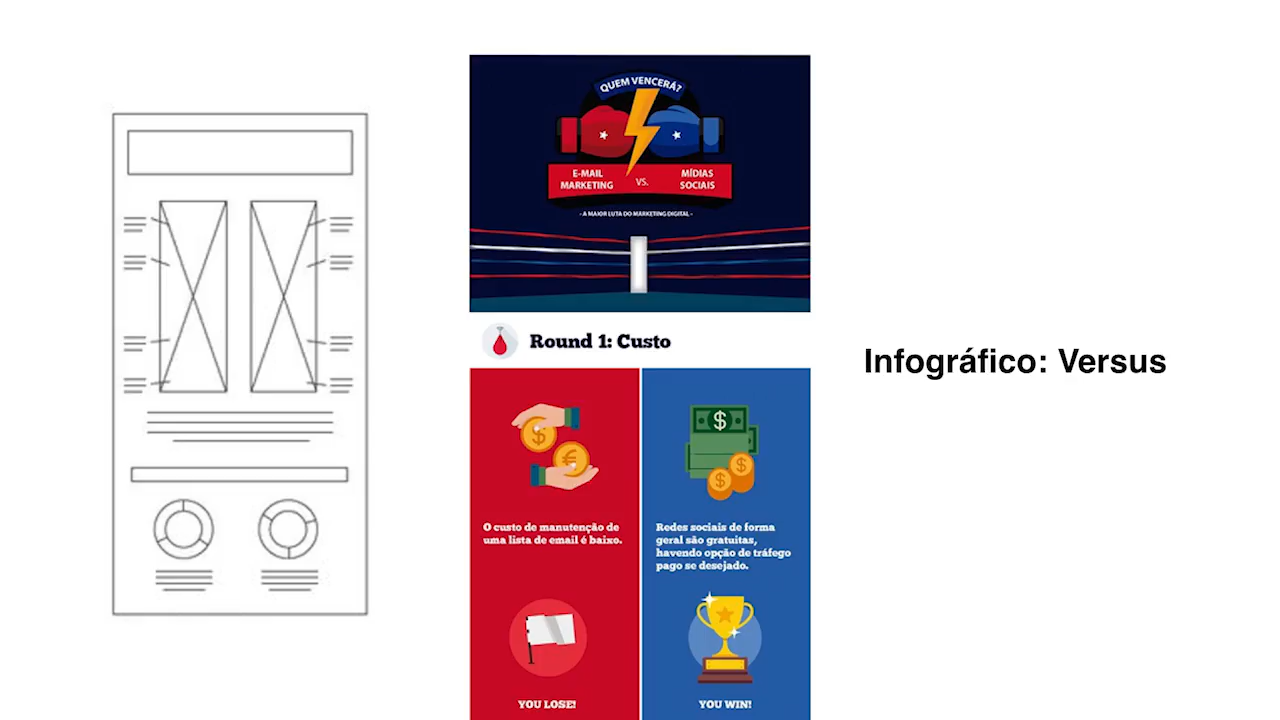 QUEM VENCERÁ?
E-MAIL
MARKETING
VS.
MÍDIAS
SOCIAIS
- A MAIOR LUTA DO MARKETING DIGITAL -
Round 1: Custo
O custo de manutenção de
uma lista de email é baixo.
Redes sociais de forma
geral são gratuitas,
havendo opção de tráfego
pago se desejado.
YOU LOSE!
YOU WIN!
Infográfico: Versus